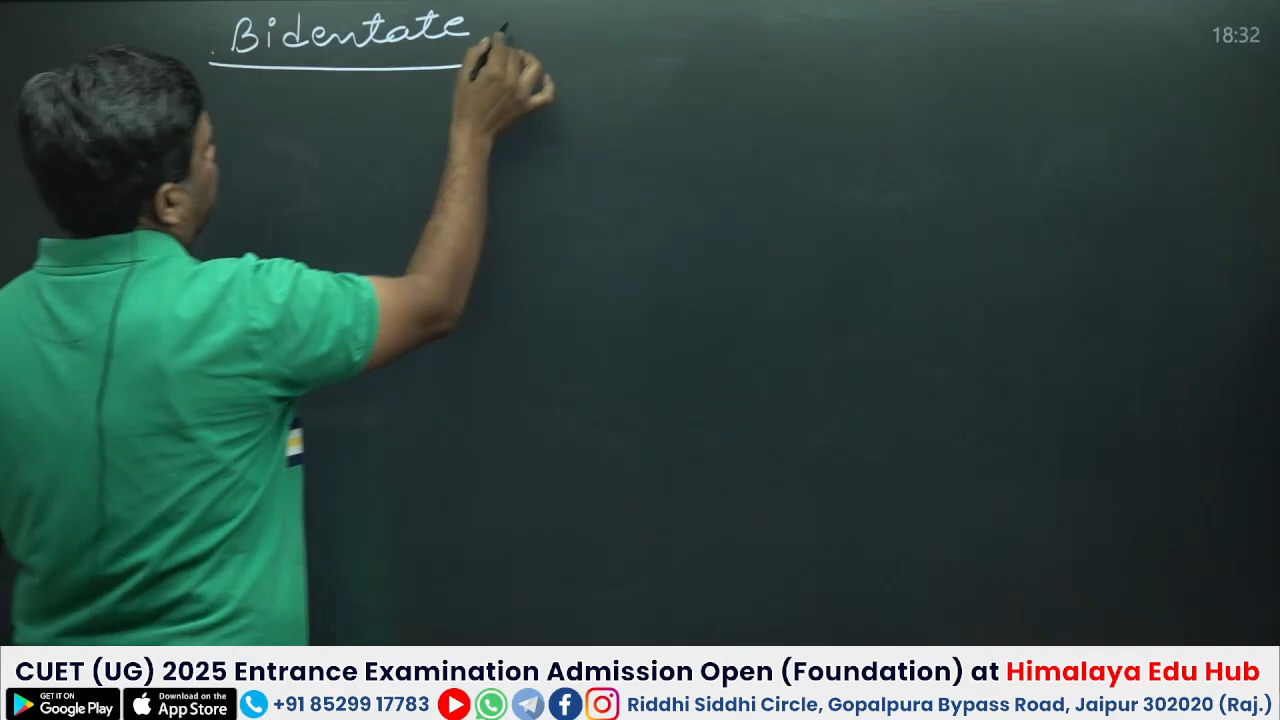 Bidentate
18:32
CUET (UG) 2025 Entrance Examination Admission Open (Foundation) at Himalaya Edu Hub
GET IT ON Google Play Download on the App Store +91 85299 17783 Riddhi Siddhi Circle, Gopalpura Bypass Road, Jaipur 302020 (Raj.)